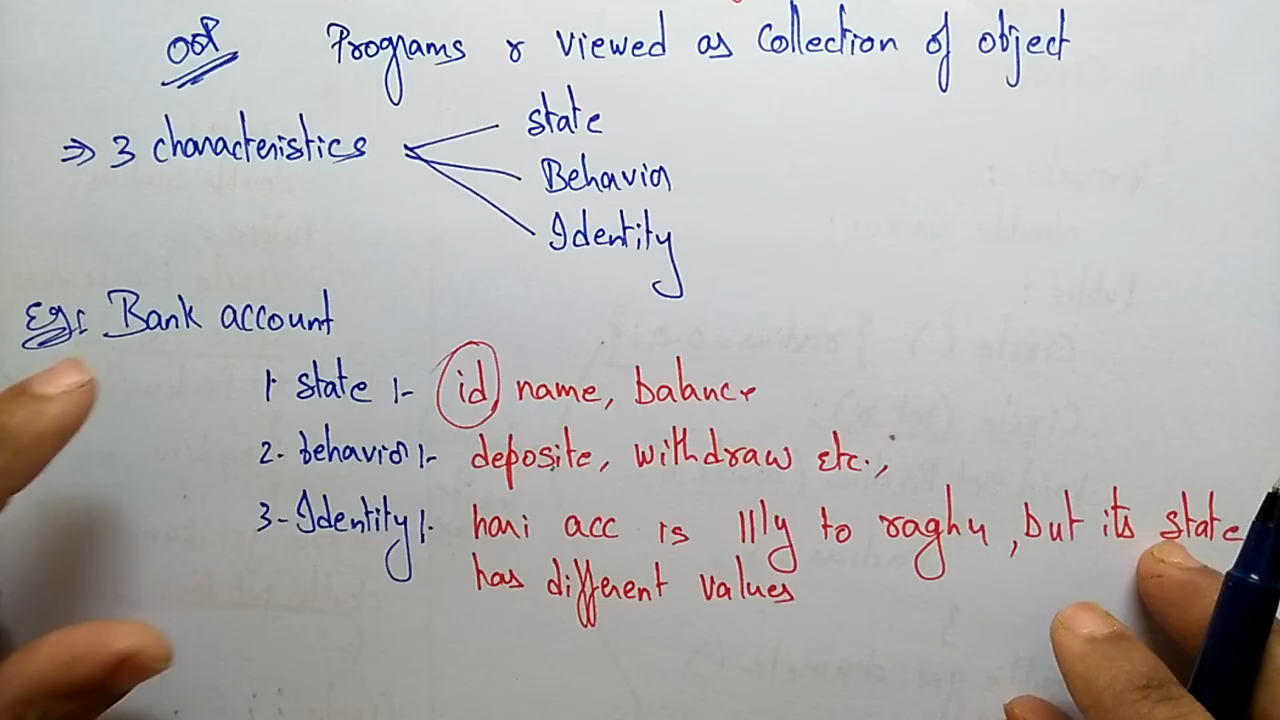 OOP Programs r viewed as Collection of object
⇒ 3 characteristics
state
Behavior
Identity
Eg: Bank account
1. state :- id name, balance
2. behavior :- deposite, withdraw etc.,
3-Identity :- hari acc is llly to raghu, but its state
has different values